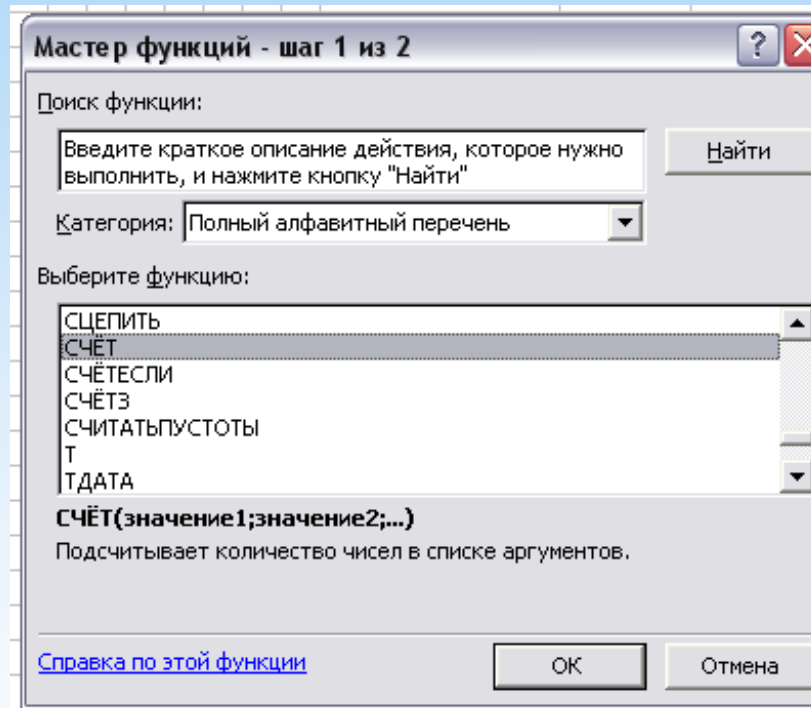 Мастер функций - шаг 1 из 2
Поиск функции:
Введите краткое описание действия, которое нужно
выполнить, и нажмите кнопку "Найти"
Найти
Категория: Полный алфавитный перечень
Выберите функцию:
СЦЕПИТЬ
СЧЁТ
СЧЁТЕСЛИ
СЧЁТЗ
СЧИТАТЬПУСТОТЫ
Т
ТДАТА
СЧЁТ(значение1;значение2;...)
Подсчитывает количество чисел в списке аргументов.
Справка по этой функции
ОК
Отмена